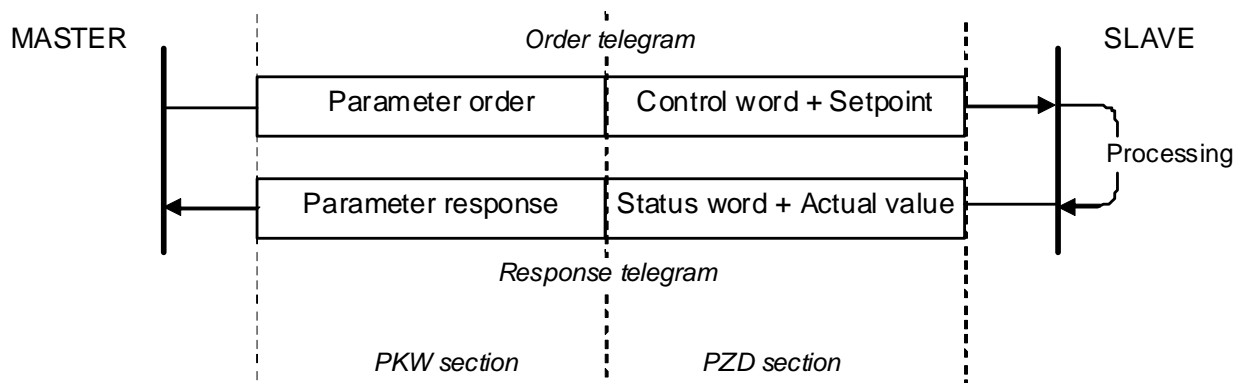 MASTER
Order telegram
SLAVE
Parameter order
Control word + Setpoint
Processing
Parameter response
Status word + Actual value
Response telegram
PKW section
PZD section